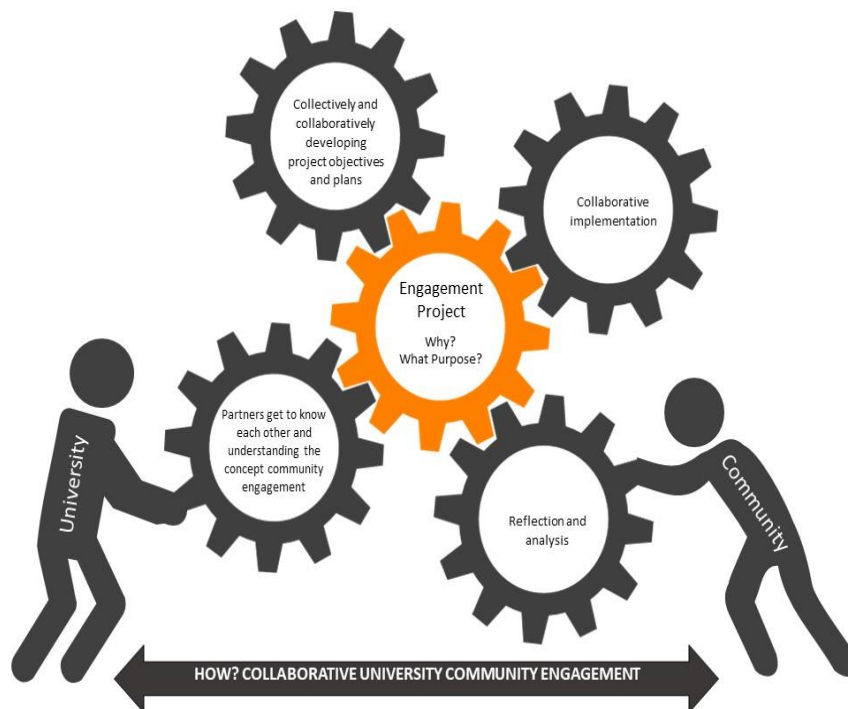 Collectively and
collaboratively
developing
project objectives
and plans
Collaborative
implementation
Engagement
Project
Why?
What Purpose?
Partners get to know
each other and
understanding the
concept community
engagement
Reflection and
analysis
University
Community
HOW? COLLABORATIVE UNIVERSITY COMMUNITY ENGAGEMENT